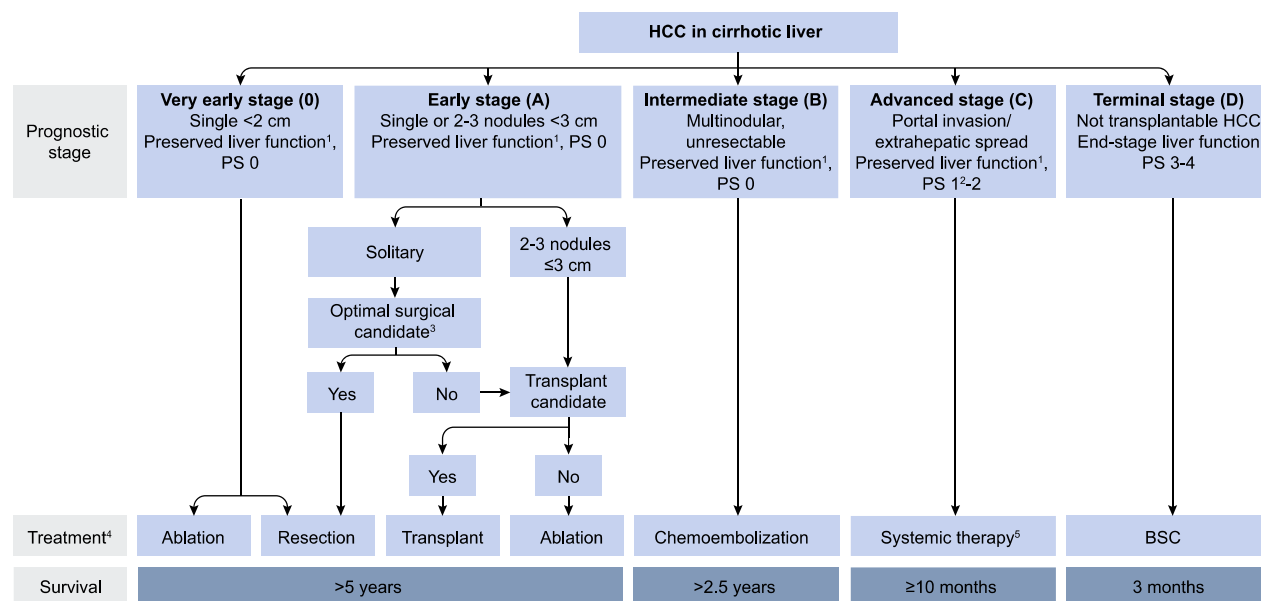 HCC in cirrhotic liver
Prognostic
stage
Very early stage (0)
Single <2 cm
Preserved liver function¹,
PS 0
Early stage (A)
Single or 2-3 nodules <3 cm
Preserved liver function¹, PS 0
Intermediate stage (B)
Multinodular,
unresectable
Preserved liver function¹,
PS 0
Advanced stage (C)
Portal invasion/
extrahepatic spread
Preserved liver function¹,
PS 1²-2
Terminal stage (D)
Not transplantable HCC
End-stage liver function
PS 3-4
Solitary
2-3 nodules
≤3 cm
Optimal surgical
candidate³
Yes
No
Transplant
candidate
Yes
No
Treatment⁴
Ablation
Resection
Transplant
Ablation
Chemoembolization
Systemic therapy⁵
BSC
Survival
>5 years
>2.5 years
≥10 months
3 months